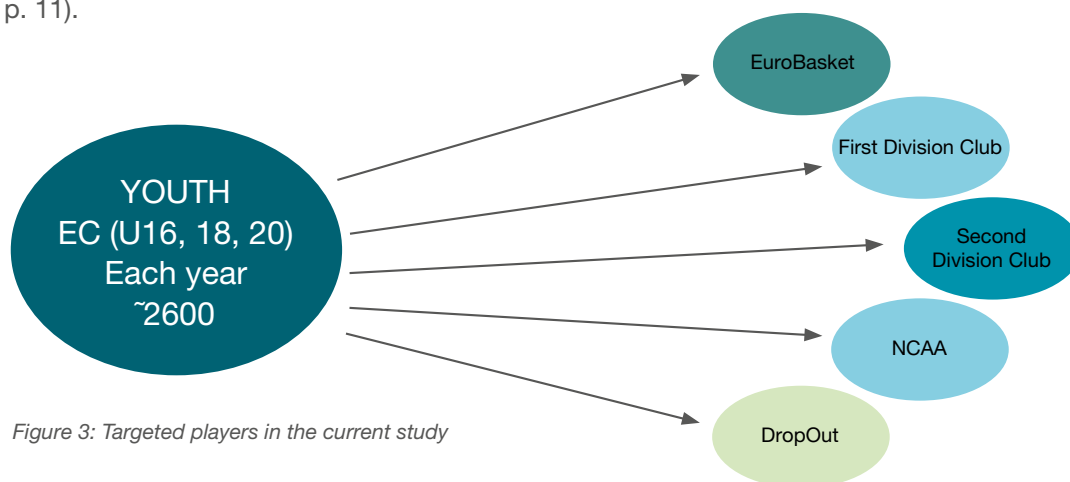 p. 11).
EuroBasket
First Division Club
YOUTH
EC (U16, 18, 20)
Each year
~2600
Second
Division Club
NCAA
DropOut
Figure 3: Targeted players in the current study